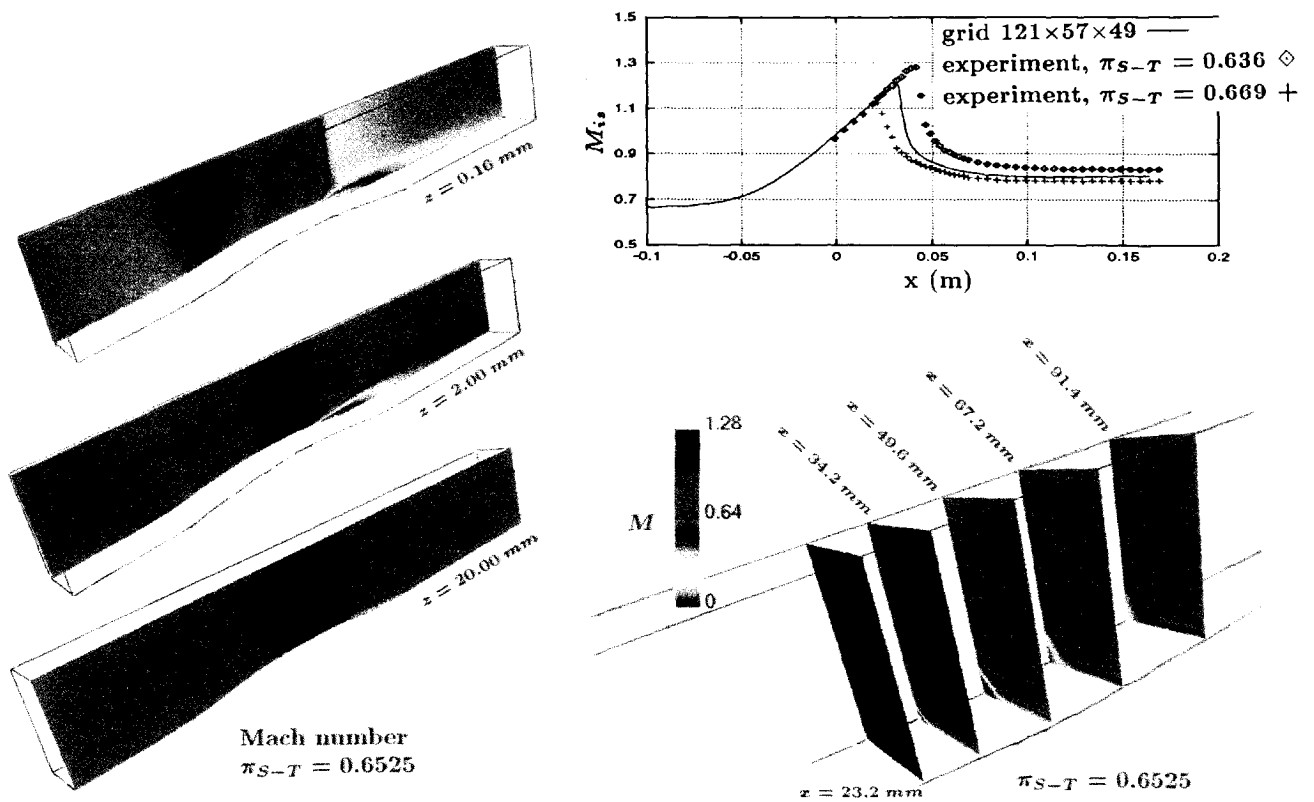 z = 0.16 mm
z = 2.00 mm
z = 20.00 mm
Mach number
π_{S−T} = 0.6525
1.5
1.3
1.1
0.9
0.7
0.5
M_{is}
-0.1
-0.05
0
0.05
0.1
0.15
0.2
x (m)
grid 121×57×49
experiment, π_{S−T} = 0.636 ◇
experiment, π_{S−T} = 0.669 +
x = 91.4 mm
x = 67.2 mm
x = 49.6 mm
x = 34.2 mm
1.28
0.64
0
M
x = 23.2 mm
π_{S−T} = 0.6525